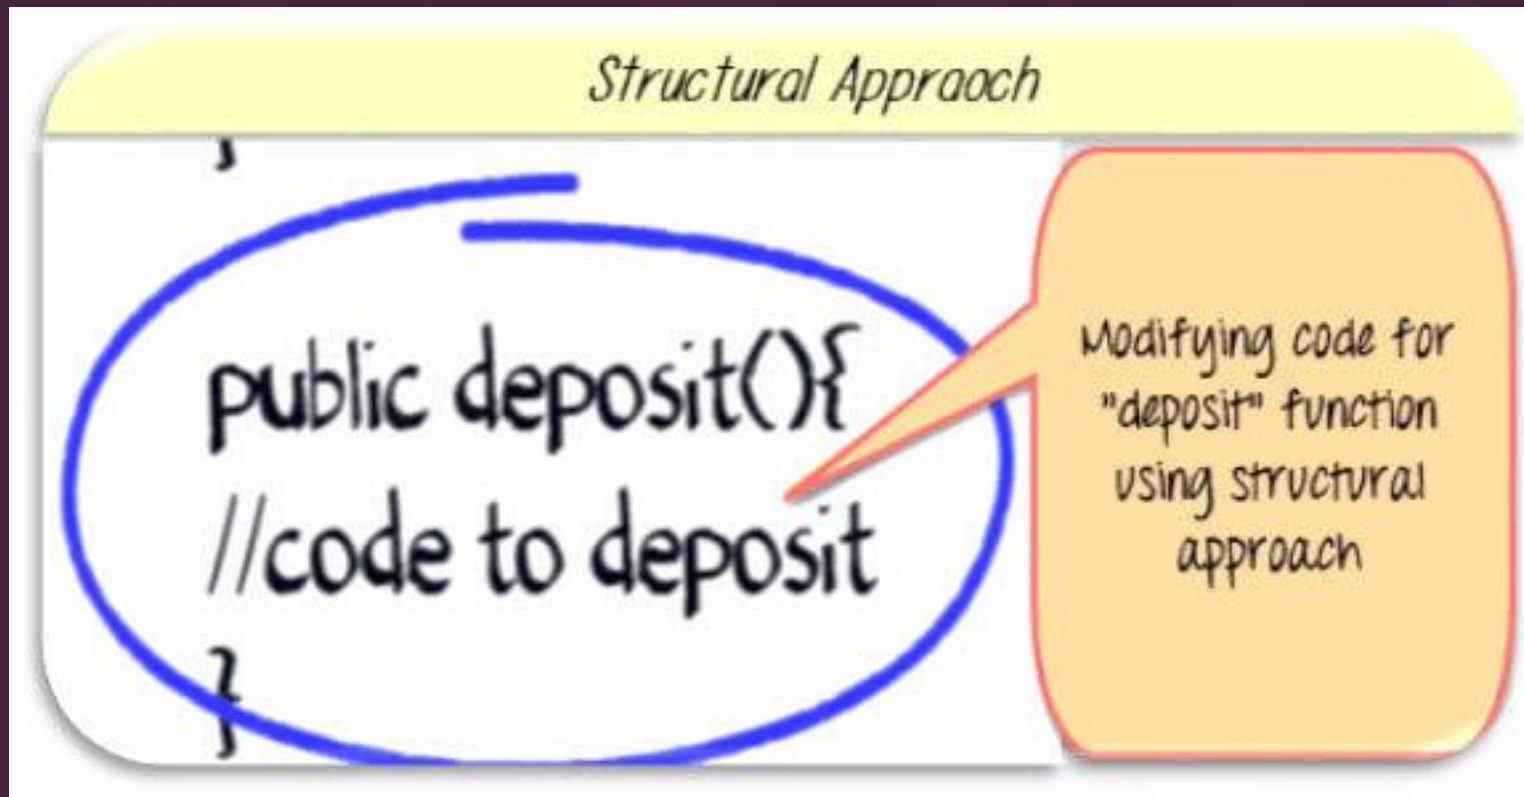 Structural Appraoch
}
public deposit(){
//code to deposit
}
Modifying code for
"deposit" function
using structural
approach